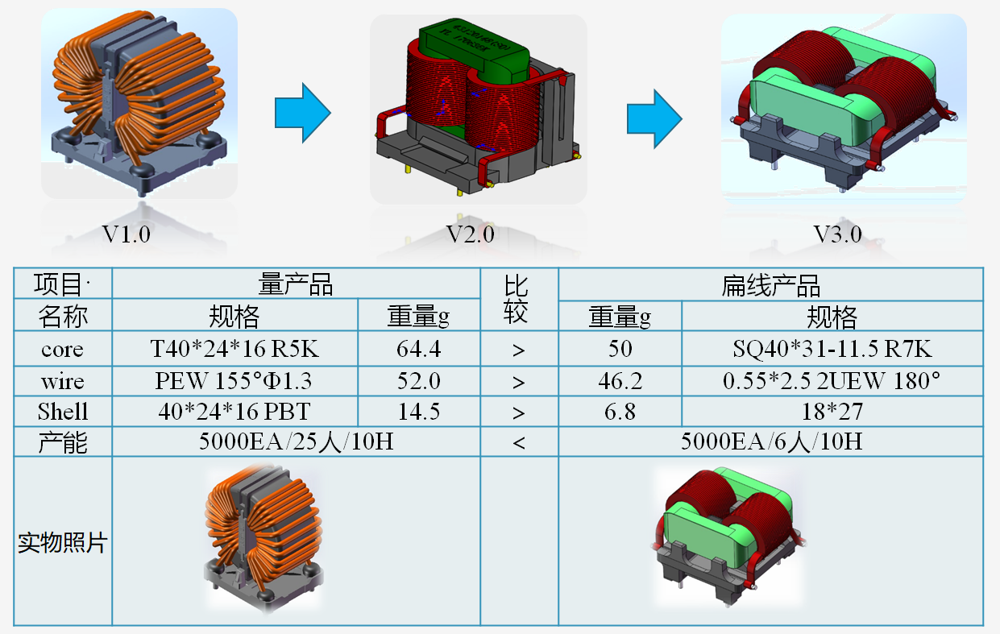 V1.0
V2.0
V3.0
项目·
量产品
比较
扁线产品
名称
规格
重量g
重量g
规格
core
T40*24*16 R5K
64.4
>
50
SQ40*31-11.5 R7K
wire
PEW 155°Φ1.3
52.0
>
46.2
0.55*2.5 2UEW 180°
Shell
40*24*16 PBT
14.5
>
6.8
18*27
产能
5000EA/25人/10H
<
5000EA/6人/10H
实物照片